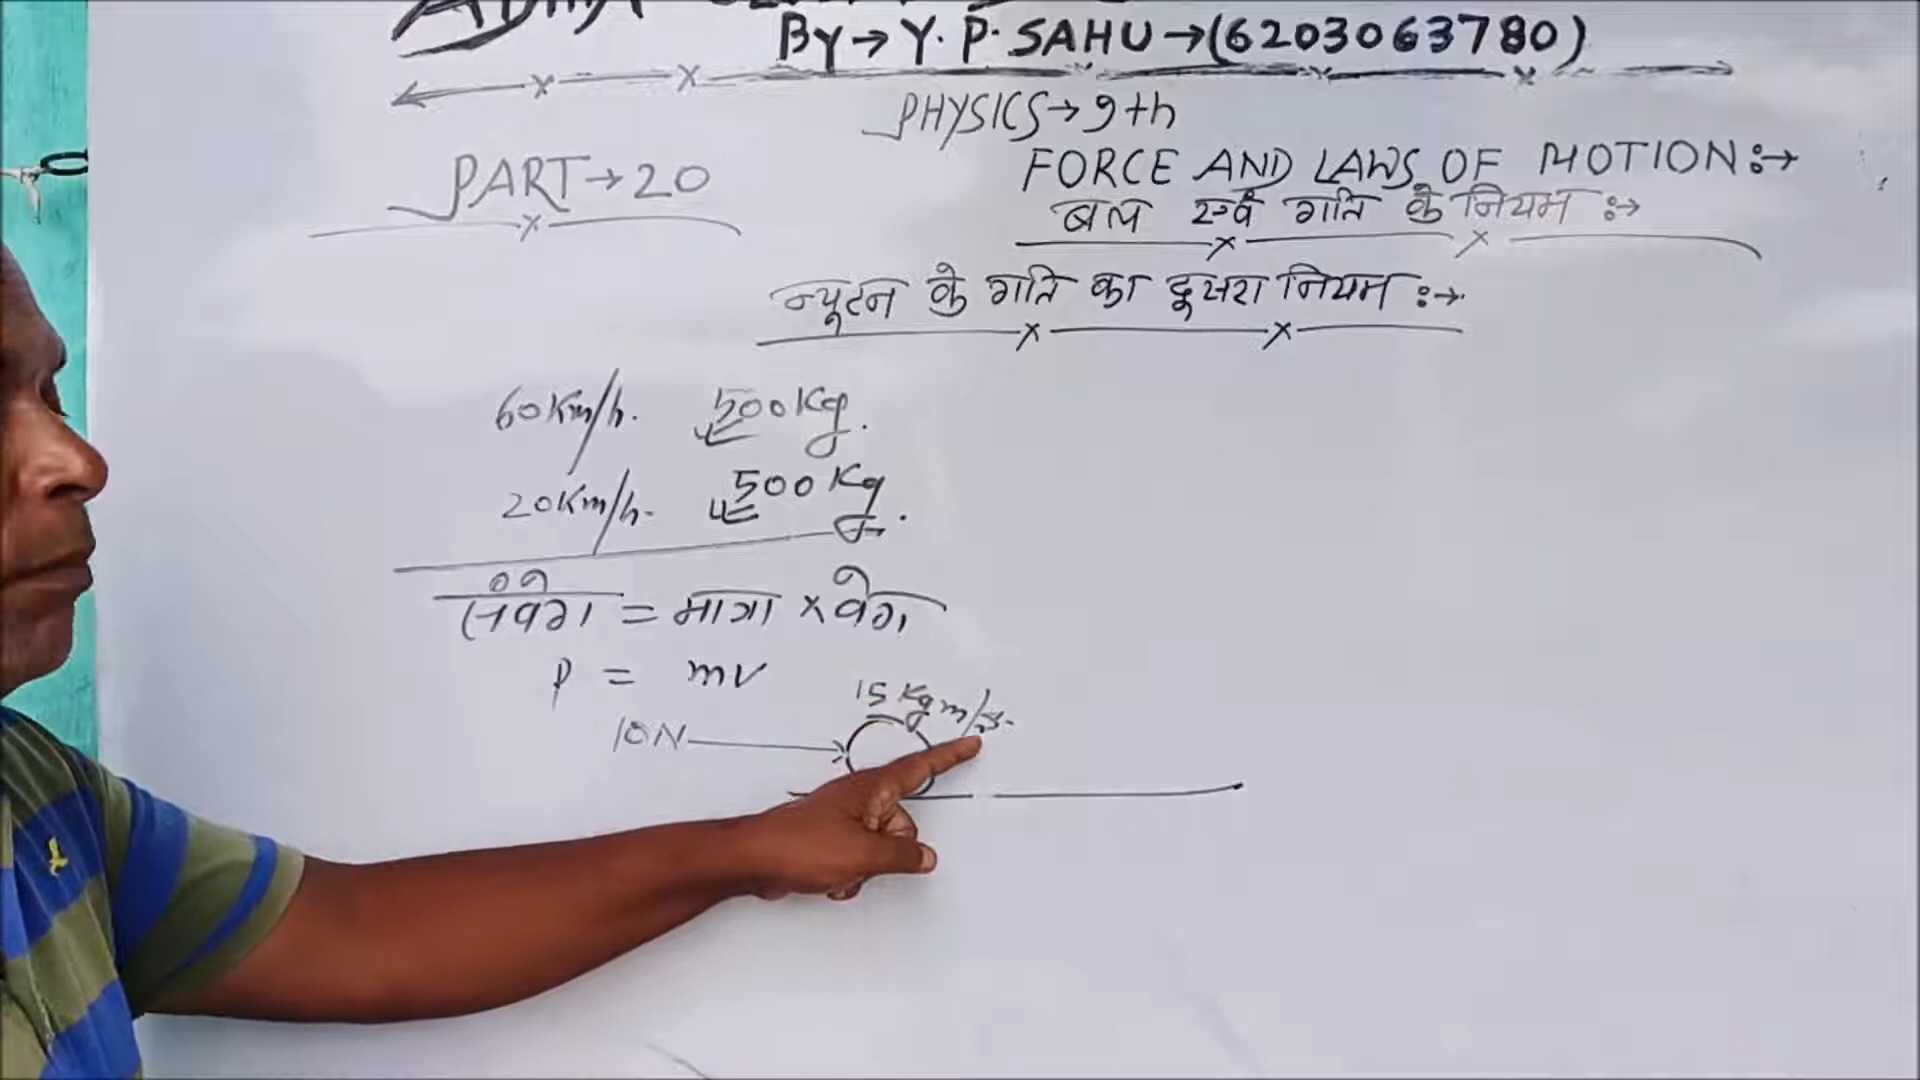 BY→ Y. P. SAHU→(6203063780)
PHYSICS→9th
PART→20
FORCE AND LAWS OF MOTION:→
बल एवं गति के नियम :→
न्यूटन के गति का दूसरा नियम :→
60Km/h. 500Kg.
20Km/h. 500Kg.
संवेग = मात्रा × वेग
P = mv
15 Kg m/s.
10N